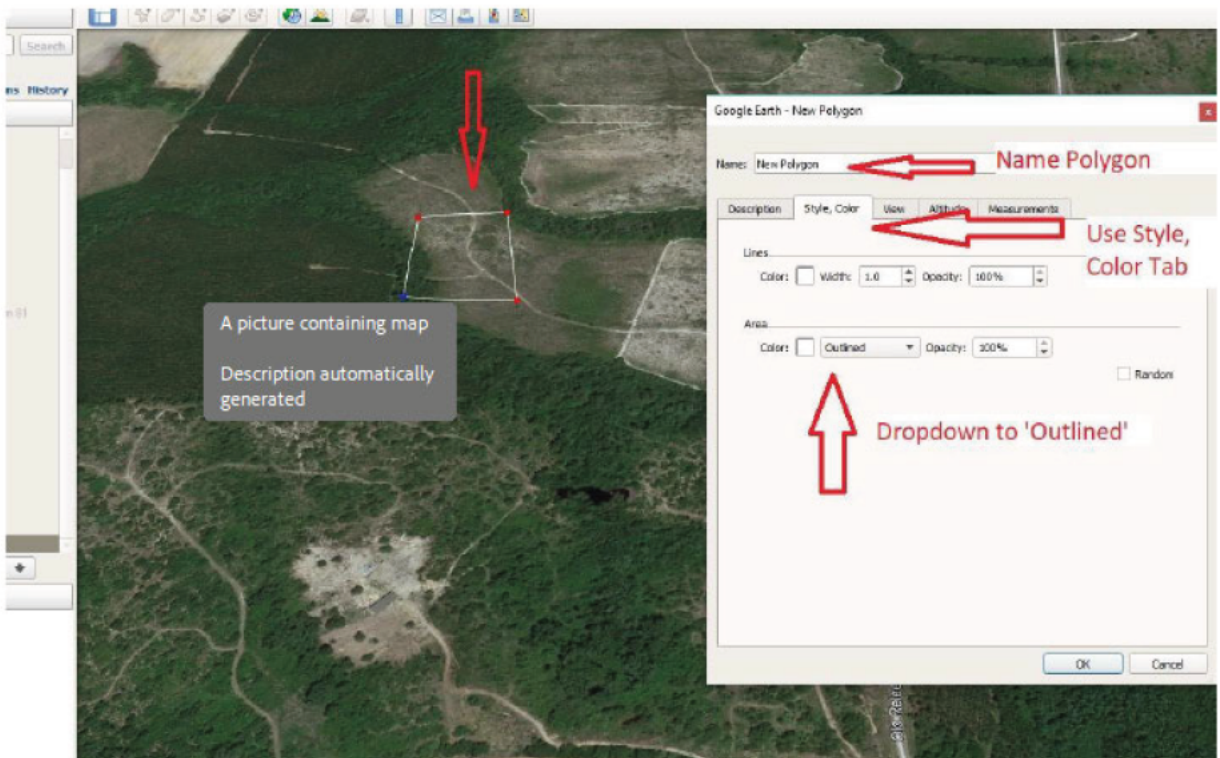 Search
ms History
Google Earth - New Polygon
Name: New Polygon
Name Polygon
Description Style, Color View Altitude Measurements
Use Style,
Color Tab
Lines
Color: Width: 1.0 Opacity: 100%
Area
Color: Outlined Opacity: 100%
Random
Dropdown to 'Outlined'
A picture containing map
Description automatically
generated
OK Cancel